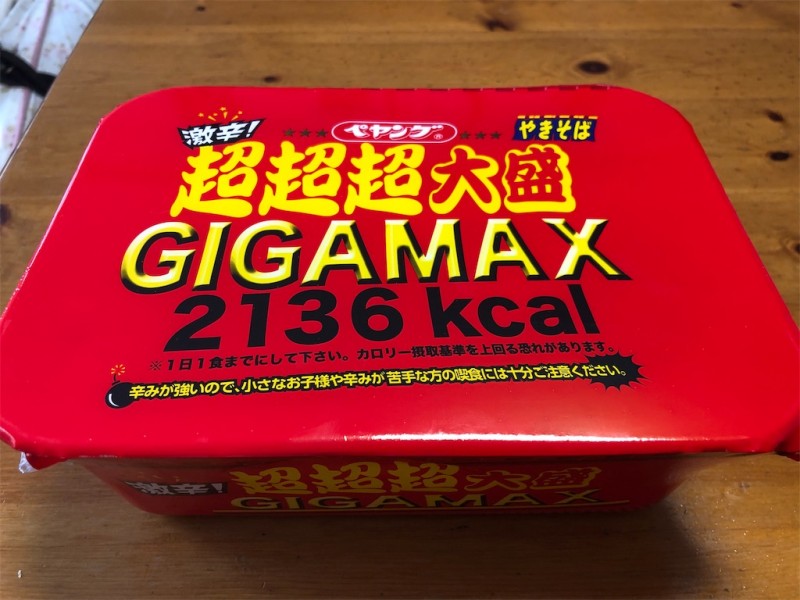 激辛!
ペヤング®
やきそば
超超超大盛
GIGAMAX
2136 kcal
※1日1食までにして下さい。カロリー摂取基準を上回る恐れがあります。
辛みが強いので、小さなお子様や辛みが苦手な方の喫食には十分ご注意ください。
激辛!
超超超大盛
GIGAMAX